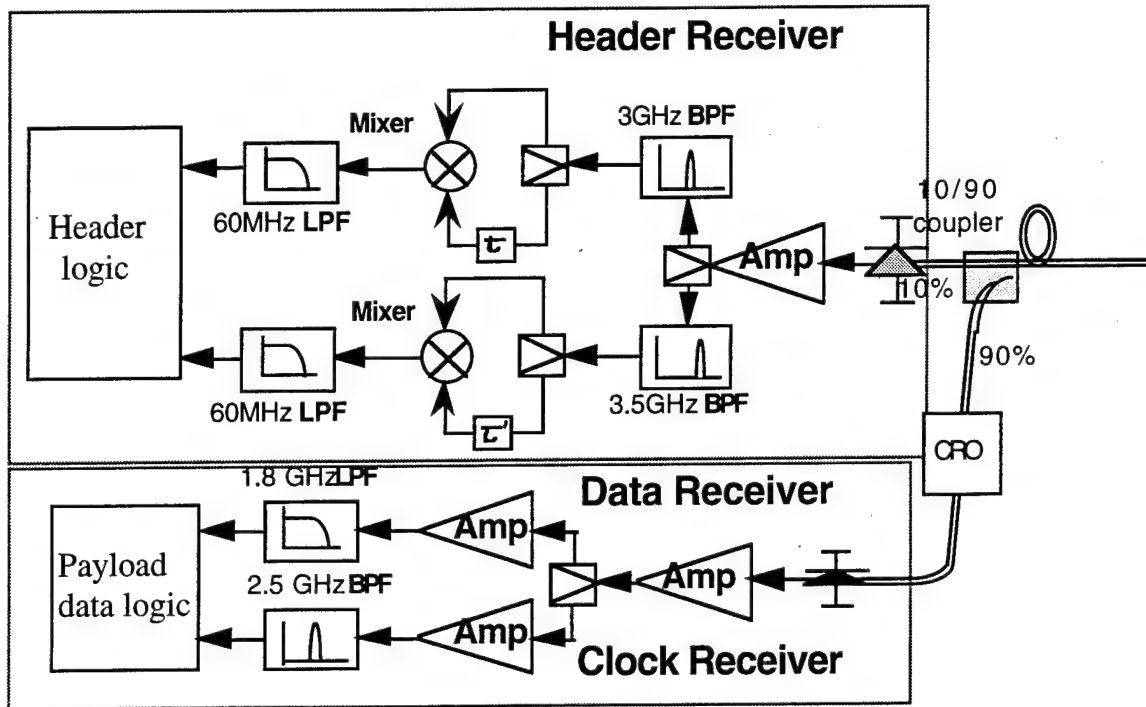 Header Receiver
3GHz BPF
Mixer
10/90
coupler
Header
logic
60MHz LPF
τ
Amp
10%
Mixer
90%
60MHz LPF
τ'
3.5GHz BPF
CRO
1.8 GHzLPF
Data Receiver
Amp
Payload
data logic
2.5 GHz BPF
Amp
Amp
Clock Receiver